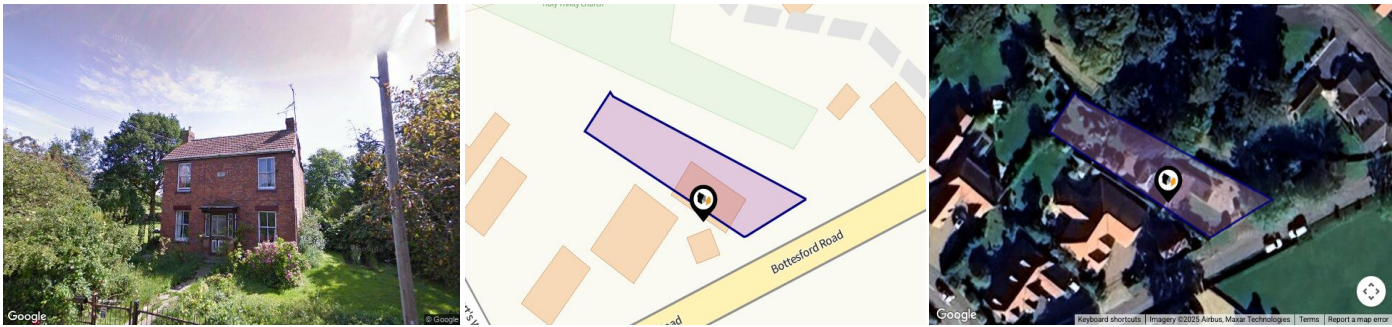 Google
© Google
Holy Trinity Church
Bottesford Road
Road
Google
Keyboard shortcuts
Imagery ©2025 Airbus, Maxar Technologies
Terms
Report a map error